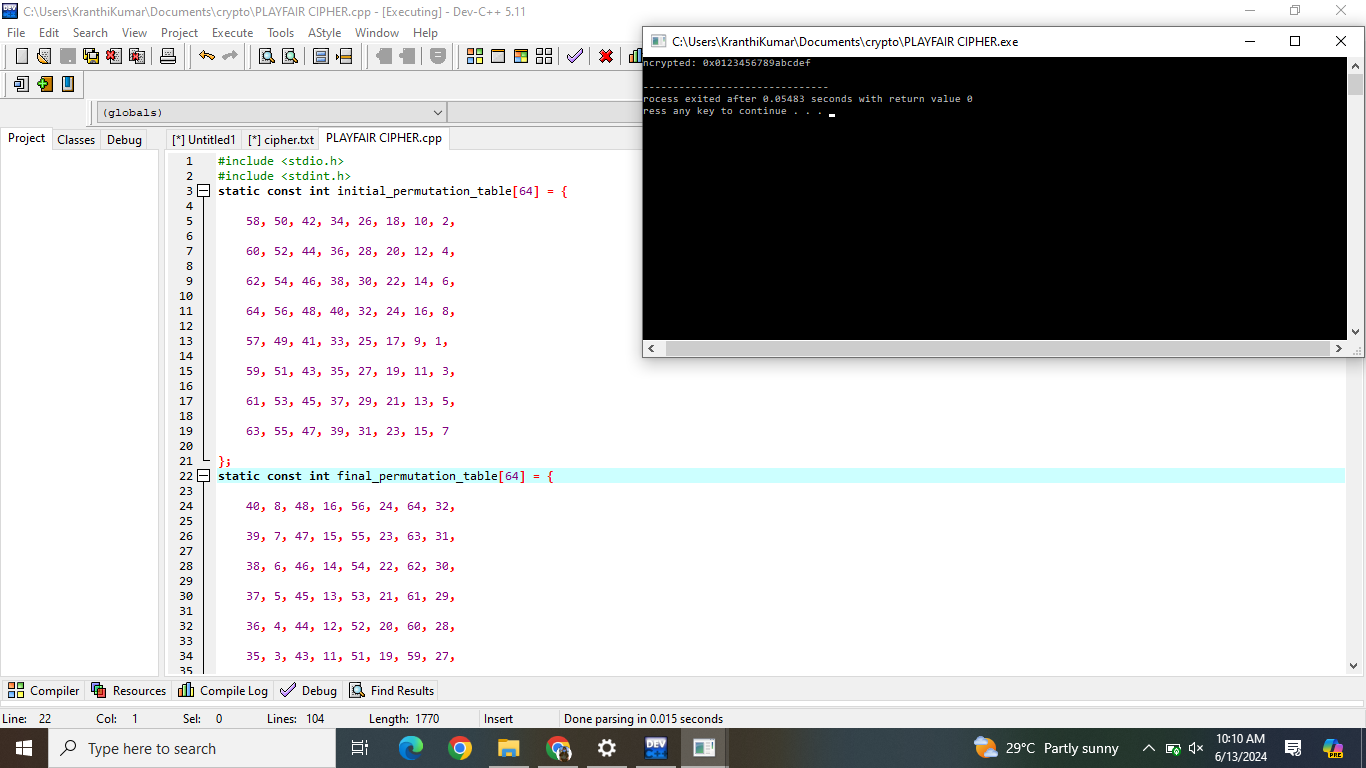 C:\Users\KranthiKumar\Documents\crypto\PLAYFAIR CIPHER.cpp - [Executing] - Dev-C++ 5.11
File Edit Search View Project Execute Tools AStyle Window Help
(globals)
Project Classes Debug
[*] Untitled1 [*] cipher.txt PLAYFAIR CIPHER.cpp
1 #include <stdio.h>
2 #include <stdint.h>
3 static const int initial_permutation_table[64] = {
4
5 58, 50, 42, 34, 26, 18, 10, 2,
6
7 60, 52, 44, 36, 28, 20, 12, 4,
8
9 62, 54, 46, 38, 30, 22, 14, 6,
10
11 64, 56, 48, 40, 32, 24, 16, 8,
12
13 57, 49, 41, 33, 25, 17, 9, 1,
14
15 59, 51, 43, 35, 27, 19, 11, 3,
16
17 61, 53, 45, 37, 29, 21, 13, 5,
18
19 63, 55, 47, 39, 31, 23, 15, 7
20
21 };
22 static const int final_permutation_table[64] = {
23
24 40, 8, 48, 16, 56, 24, 64, 32,
25
26 39, 7, 47, 15, 55, 23, 63, 31,
27
28 38, 6, 46, 14, 54, 22, 62, 30,
29
30 37, 5, 45, 13, 53, 21, 61, 29,
31
32 36, 4, 44, 12, 52, 20, 60, 28,
33
34 35, 3, 43, 11, 51, 19, 59, 27,
35
C:\Users\KranthiKumar\Documents\crypto\PLAYFAIR CIPHER.exe
ncrypted: 0x0123456789abcdef
------------------------------
rocess exited after 0.05483 seconds with return value 0
ress any key to continue . . .
Compiler Resources Compile Log Debug Find Results
Line: 22 Col: 1 Sel: 0 Lines: 104 Length: 1770 Insert Done parsing in 0.015 seconds
Type here to search
DEV
29°C Partly sunny
10:10 AM
6/13/2024
PRE